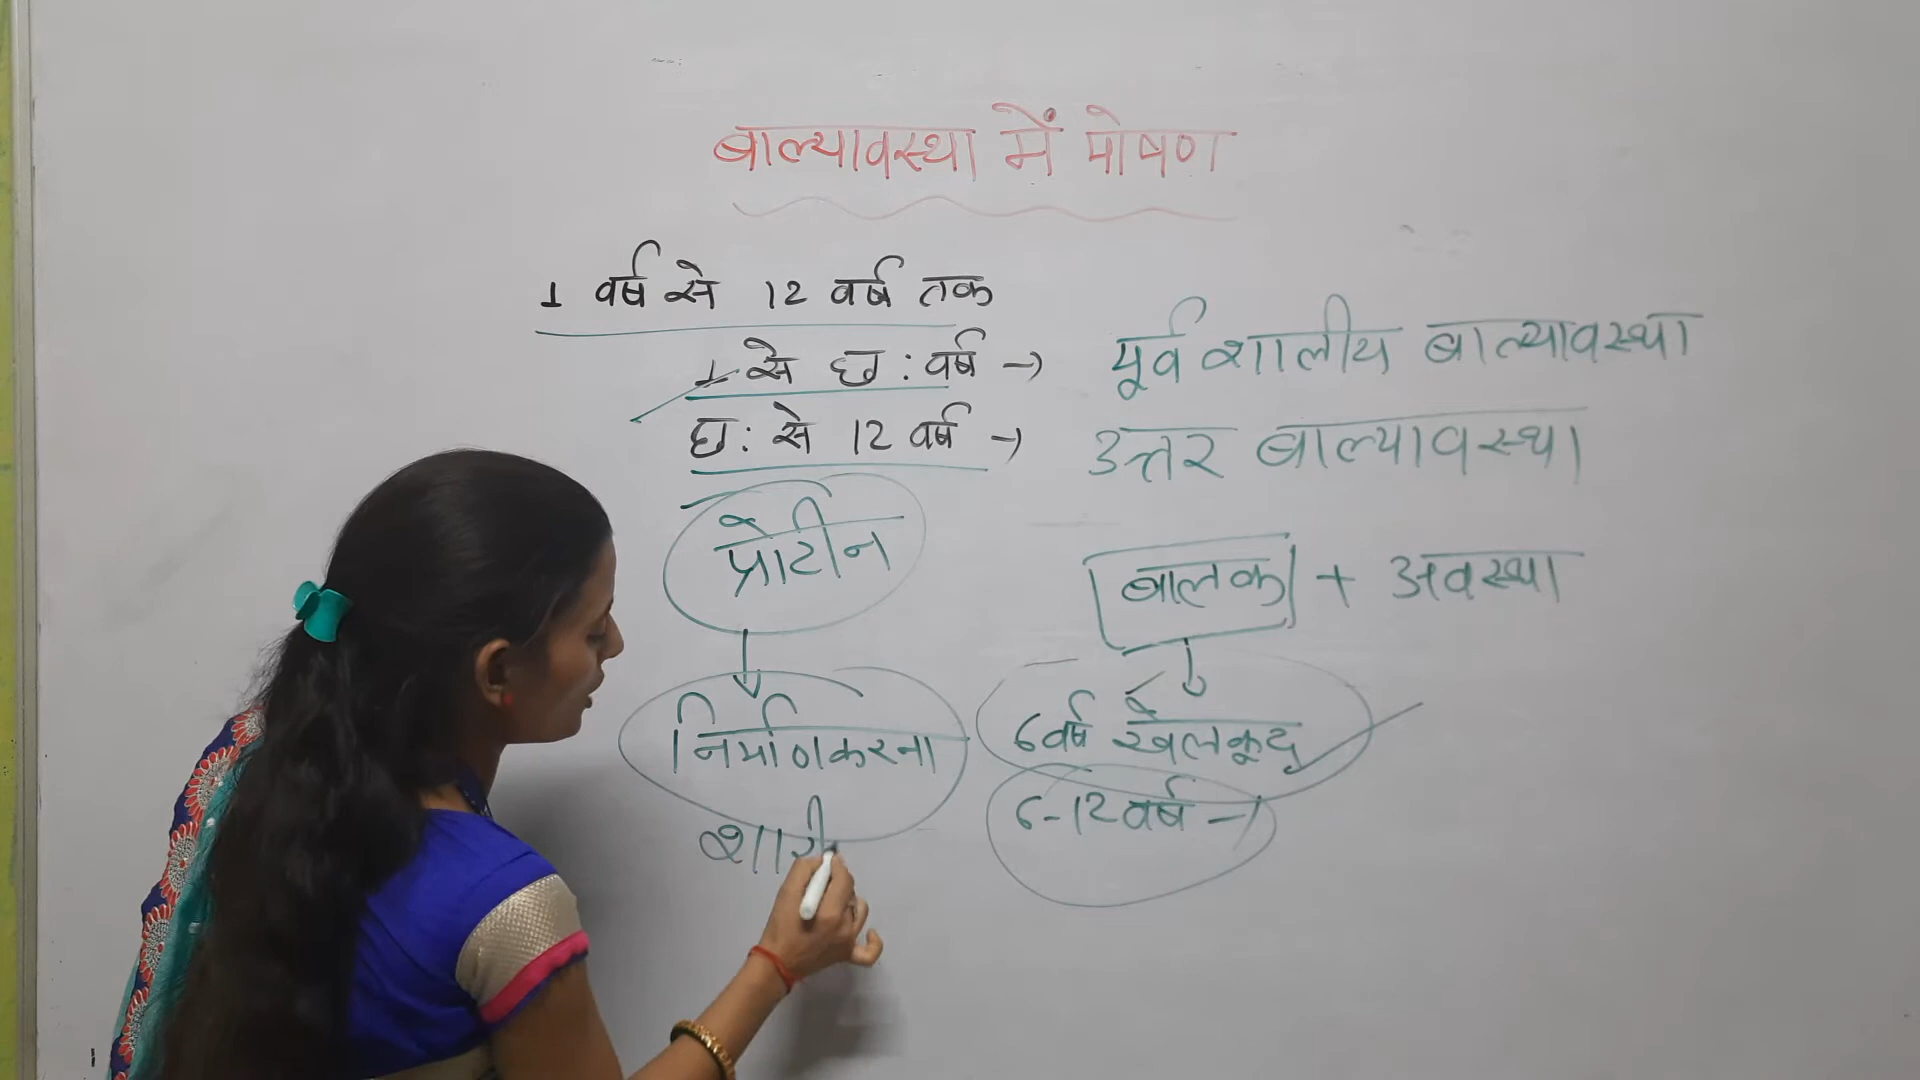 बाल्यावस्था में पोषण
1 वर्ष से 12 वर्ष तक
1 से छ: वर्ष → पूर्व शालीय बाल्यावस्था
छ: से 12 वर्ष → उत्तर बाल्यावस्था
प्रोटीन
बालक + अवस्था
निर्माण करना
6 वर्ष खेलकूद
6-12 वर्ष →
शारी